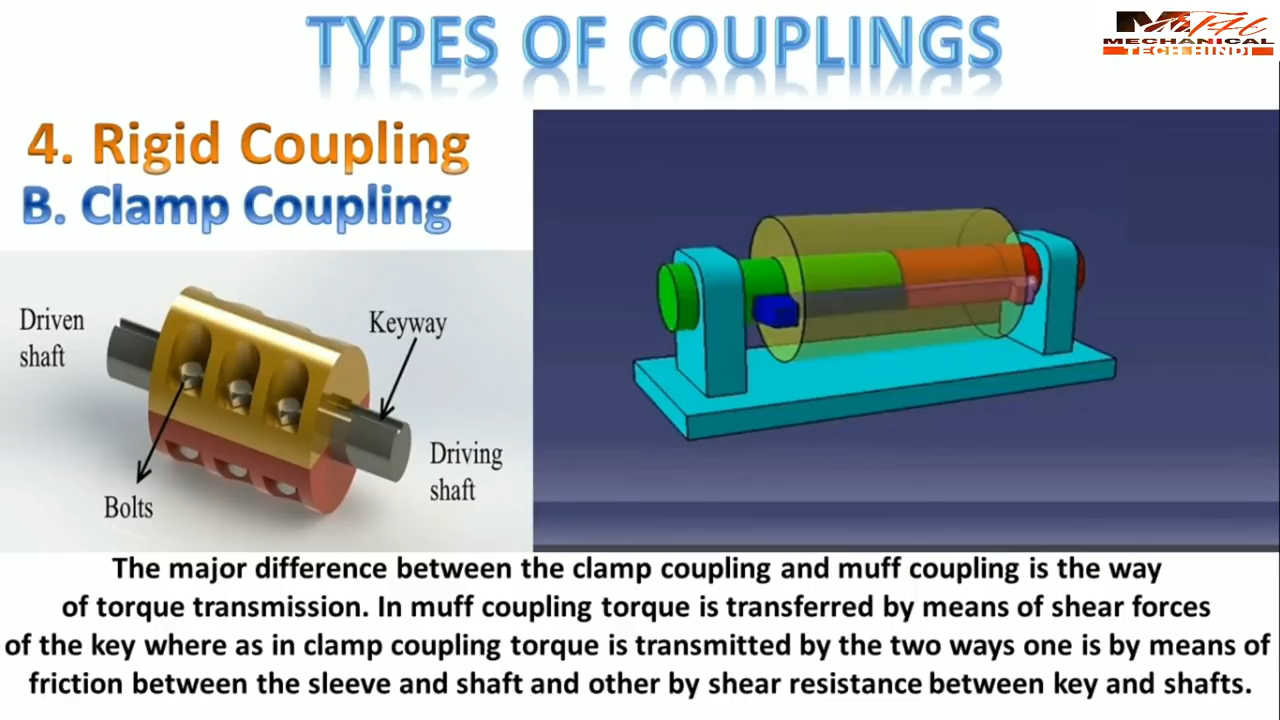 TYPES OF COUPLINGS
MECHANICAL
TECH HINDI
4. Rigid Coupling
B. Clamp Coupling
Driven
shaft
Keyway
Driving
shaft
Bolts
The major difference between the clamp coupling and muff coupling is the way
of torque transmission. In muff coupling torque is transferred by means of shear forces
of the key where as in clamp coupling torque is transmitted by the two ways one is by means of
friction between the sleeve and shaft and other by shear resistance between key and shafts.